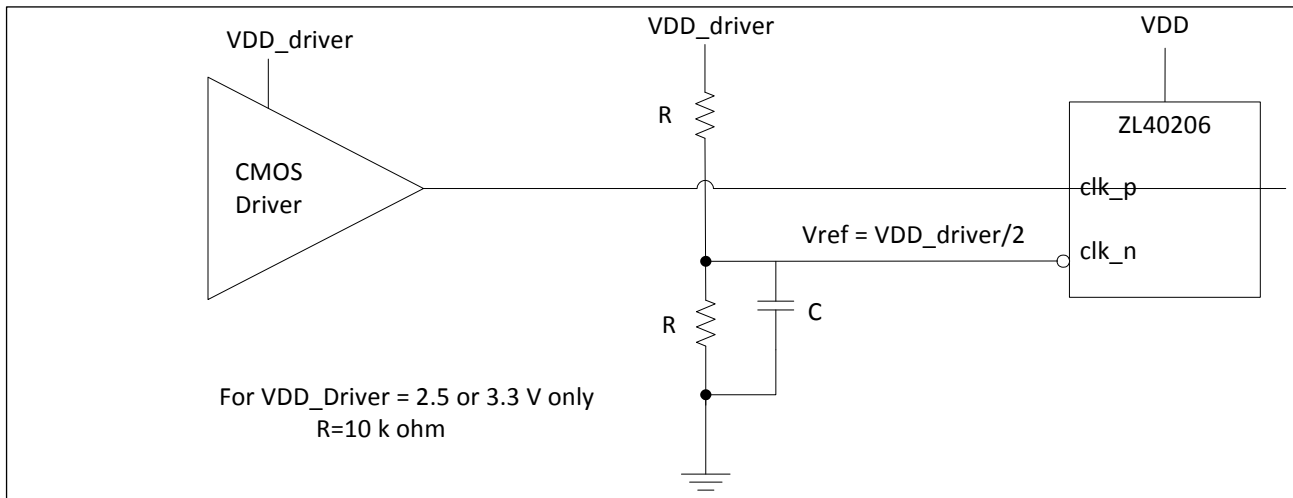 VDD_driver
VDD_driver
VDD
R
ZL40206
CMOS
Driver
clk_p
Vref = VDD_driver/2
clk_n
R
C
For VDD_Driver = 2.5 or 3.3 V only
R=10 k ohm